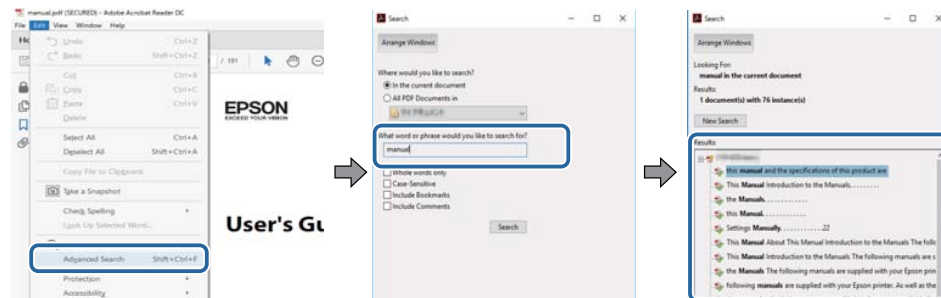 manual.pdf (SECURED) - Adobe Acrobat Reader DC
File Edit View Window Help
Undo Ctrl+Z
Redo Shift+Ctrl+Z
Cut Ctrl+X
Copy Ctrl+C
Paste Ctrl+V
Delete
Select All Ctrl+A
Deselect All Shift+Ctrl+A
Copy File to Clipboard
Take a Snapshot
Check Spelling
Look Up Selected Word...
Advanced Search Shift+Ctrl+F
Protection
Accessibility
/ 191
EPSON
EXCEED YOUR VISION
User's Gu
Search
Arrange Windows
Where would you like to search?
In the current document
All PDF Documents in
What word or phrase would you like to search for?
manual
Whole words only
Case-Sensitive
Include Bookmarks
Include Comments
Search
Search
Arrange Windows
Looking For:
manual in the current document
Results:
1 document(s) with 76 instance(s)
New Search
Results:
this manual and the specifications of this product are
This Manual Introduction to the Manuals. . . . . . . . .
the Manuals. . . . . . . . . . . . .
this Manual. . . . . . . . . . . . .
Settings Manually. . . . . . . . . . . . .22
This Manual About This Manual Introduction to the Manuals The follo
This Manual Introduction to the Manuals The following manuals are s
the Manuals The following manuals are supplied with your Epson prin
following manuals are supplied with your Epson printer. As well as the